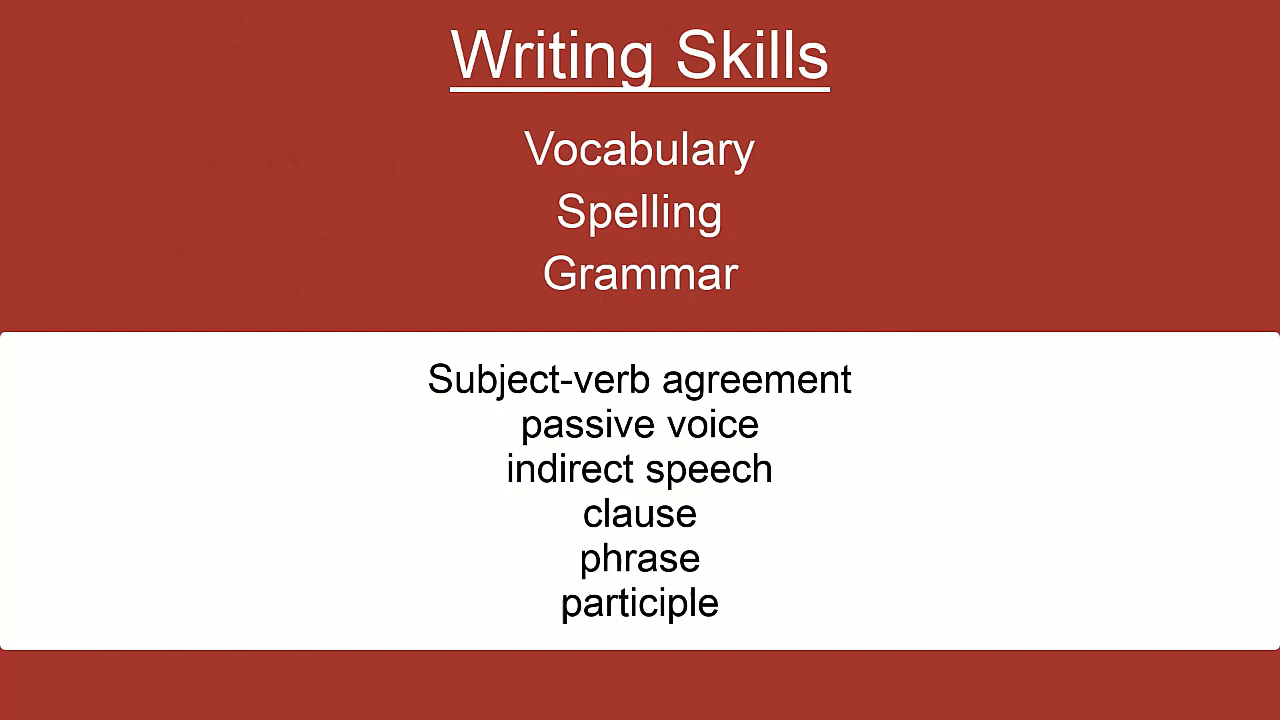 Writing Skills
Vocabulary
Spelling
Grammar
Subject-verb agreement
passive voice
indirect speech
clause
phrase
participle